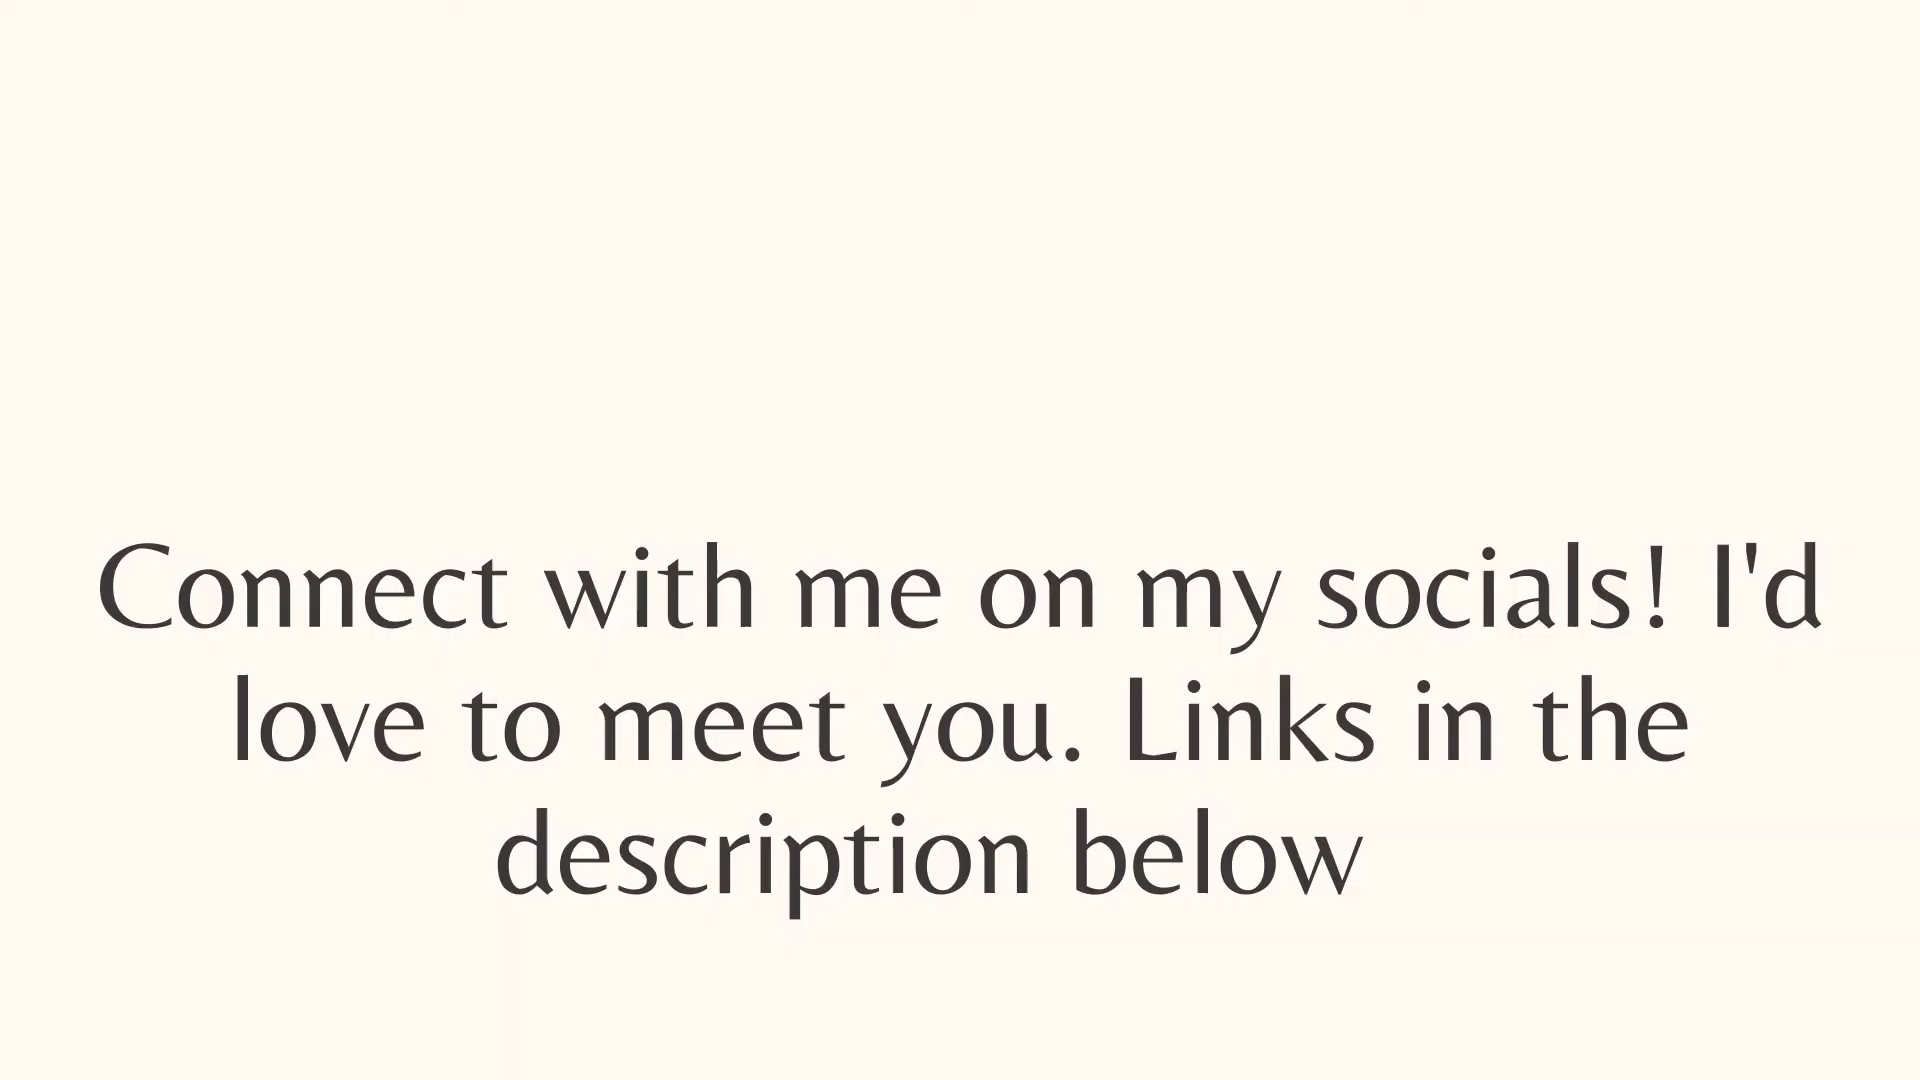 Connect with me on my socials! I'd
love to meet you. Links in the
description below